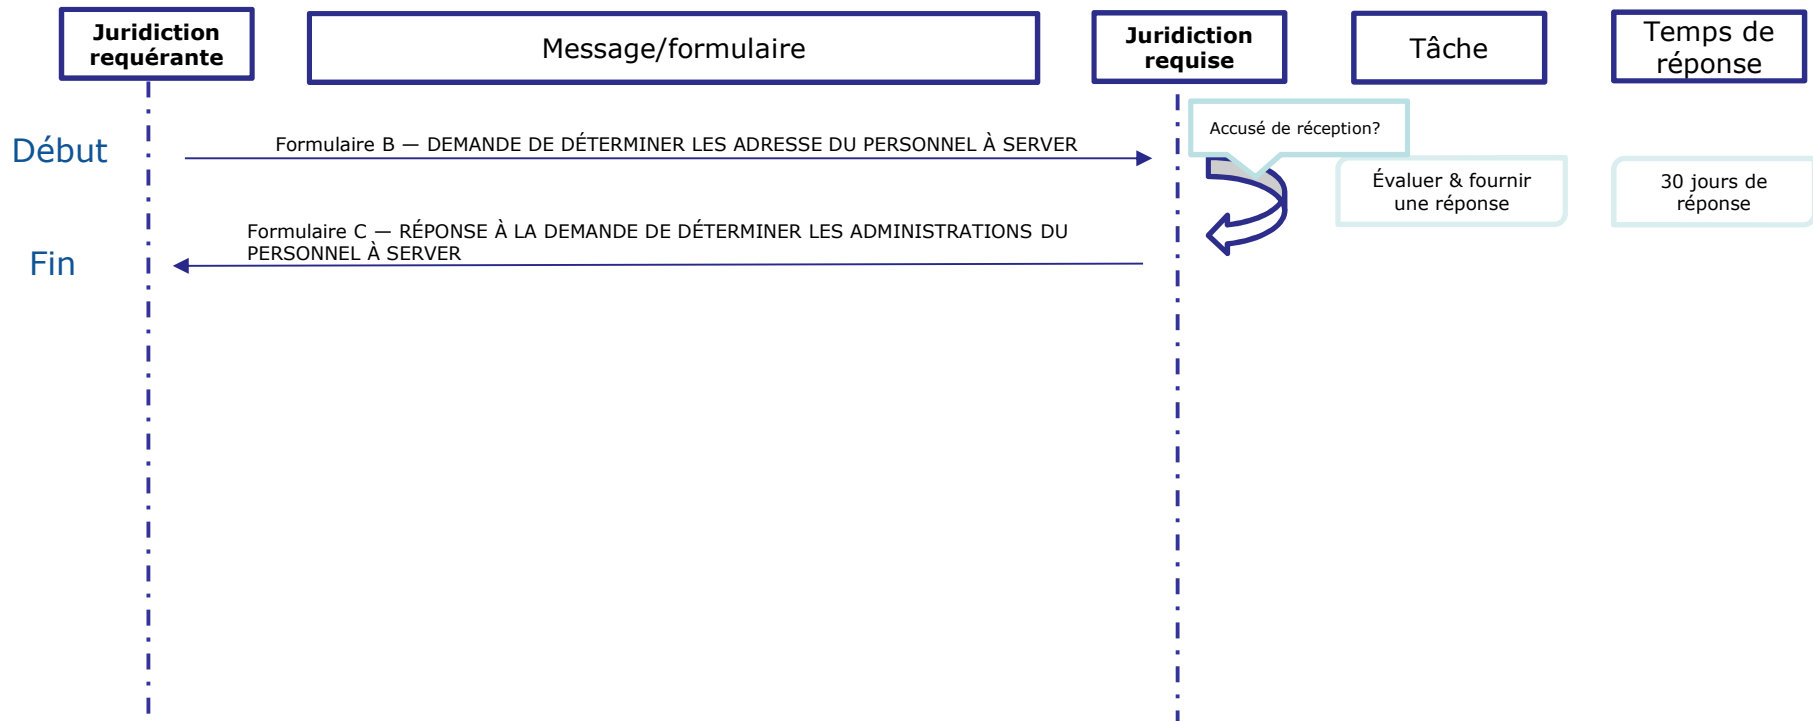 Juridiction
requérante
Message/formulaire
Juridiction
requise
Tâche
Temps de
réponse
Début
Formulaire B — DEMANDE DE DÉTERMINER LES ADRESSE DU PERSONNEL À SERVER
Accusé de réception?
Évaluer & fournir
une réponse
30 jours de
réponse
Fin
Formulaire C — RÉPONSE À LA DEMANDE DE DÉTERMINER LES ADMINISTRATIONS DU
PERSONNEL À SERVER